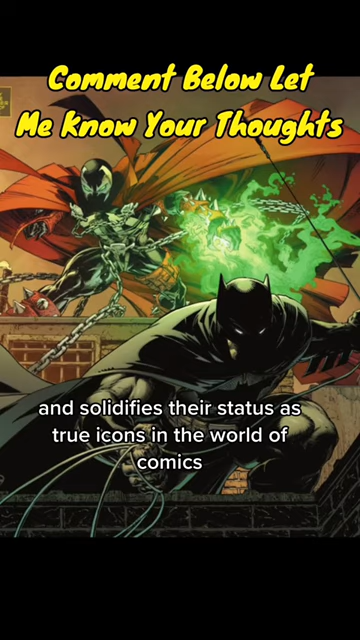 Comment Below Let
Me Know Your Thoughts
and solidifies their status as
true icons in the world of
comics